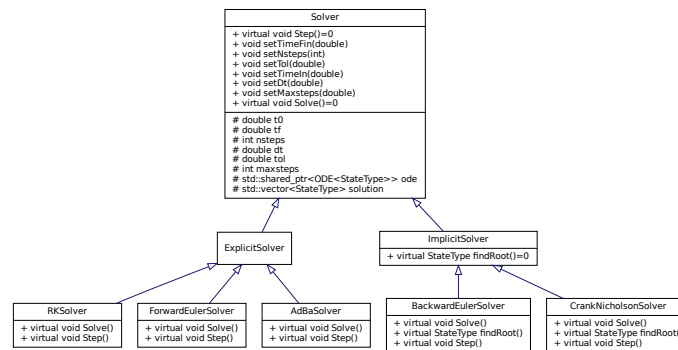 Solver
+ virtual void Step()=0
+ void setTimeFin(double)
+ void setNsteps(int)
+ void setTol(double)
+ void setTimeIn(double)
+ void setDt(double)
+ void setMaxsteps(double)
+ virtual void Solve()=0
# double t0
# double tf
# int nsteps
# double dt
# double tol
# int maxsteps
# std::shared_ptr<ODE<StateType>> ode
# std::vector<StateType> solution
ExplicitSolver
ImplicitSolver
+ virtual StateType findRoot()=0
RKSolver
+ virtual void Solve()
+ virtual void Step()
ForwardEulerSolver
+ virtual void Solve()
+ virtual void Step()
AdBaSolver
+ virtual void Solve()
+ virtual void Step()
BackwardEulerSolver
+ virtual void Solve()
+ virtual StateType findRoot()
+ virtual void Step()
CrankNicholsonSolver
+ virtual void Solve()
+ virtual StateType findRoot()
+ virtual void Step()